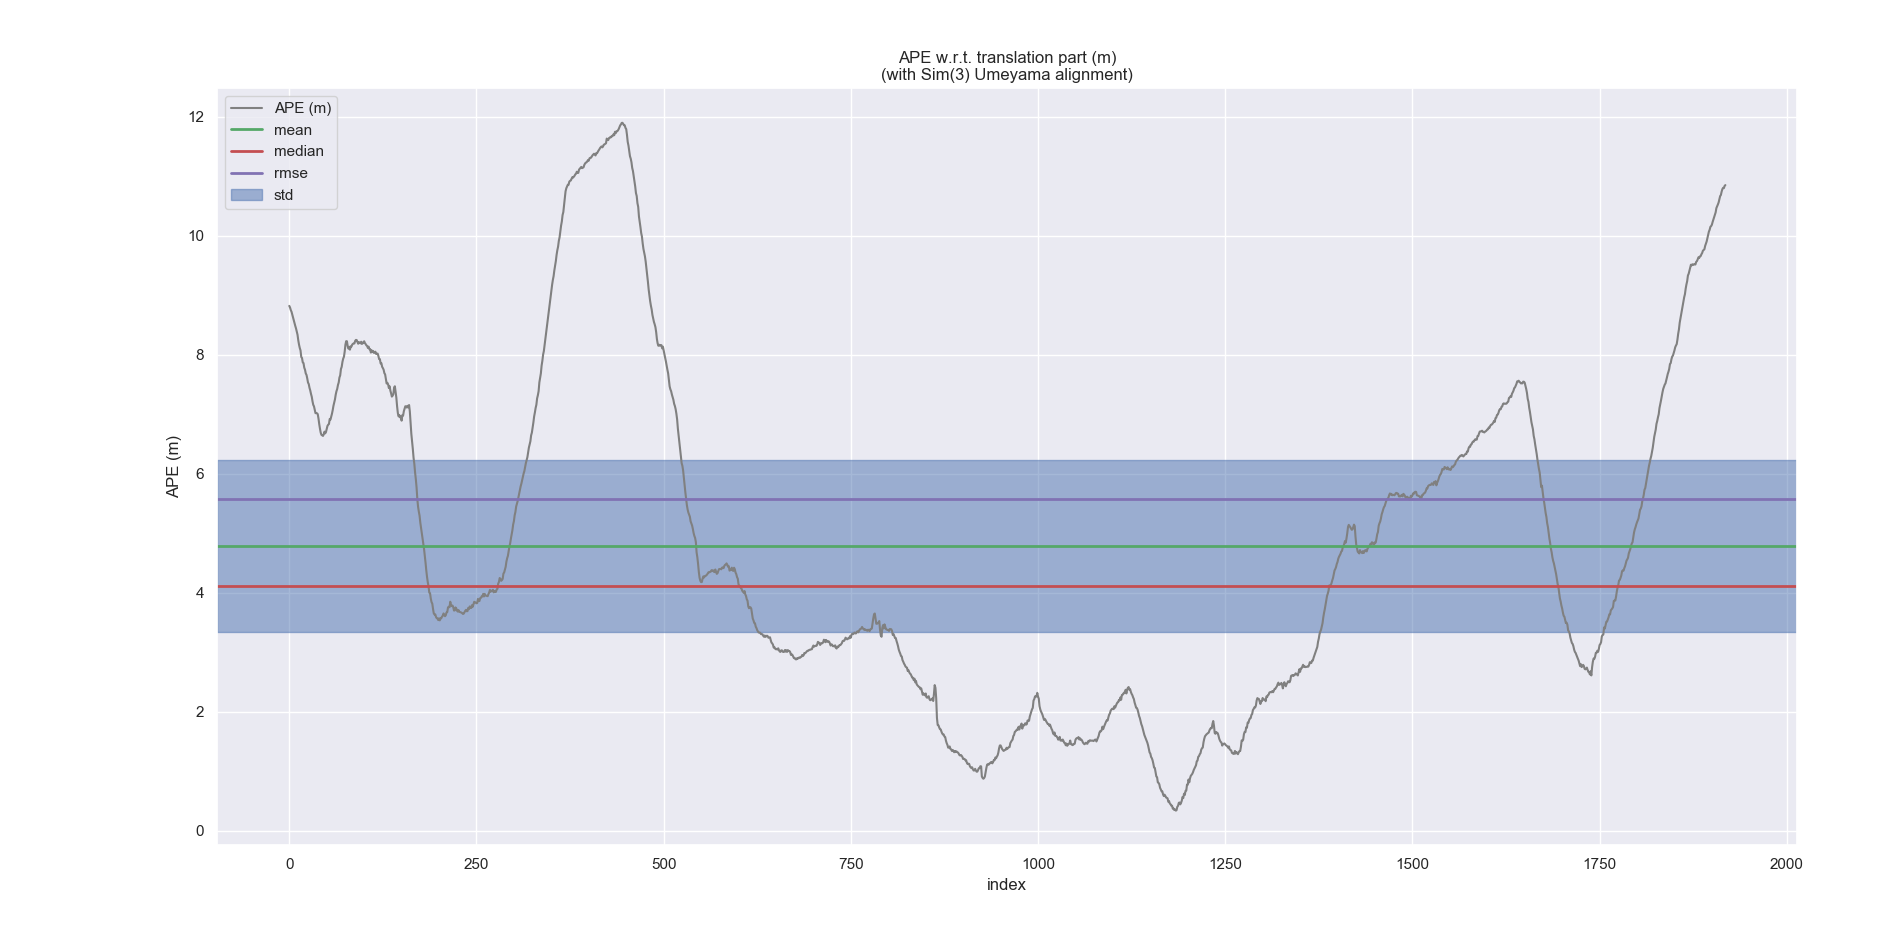 APE w.r.t. translation part (m)
(with Sim(3) Umeyama alignment)
APE (m)
mean
median
rmse
std
12
10
8
6
4
2
0
APE (m)
0 250 500 750 1000 1250 1500 1750 2000
index